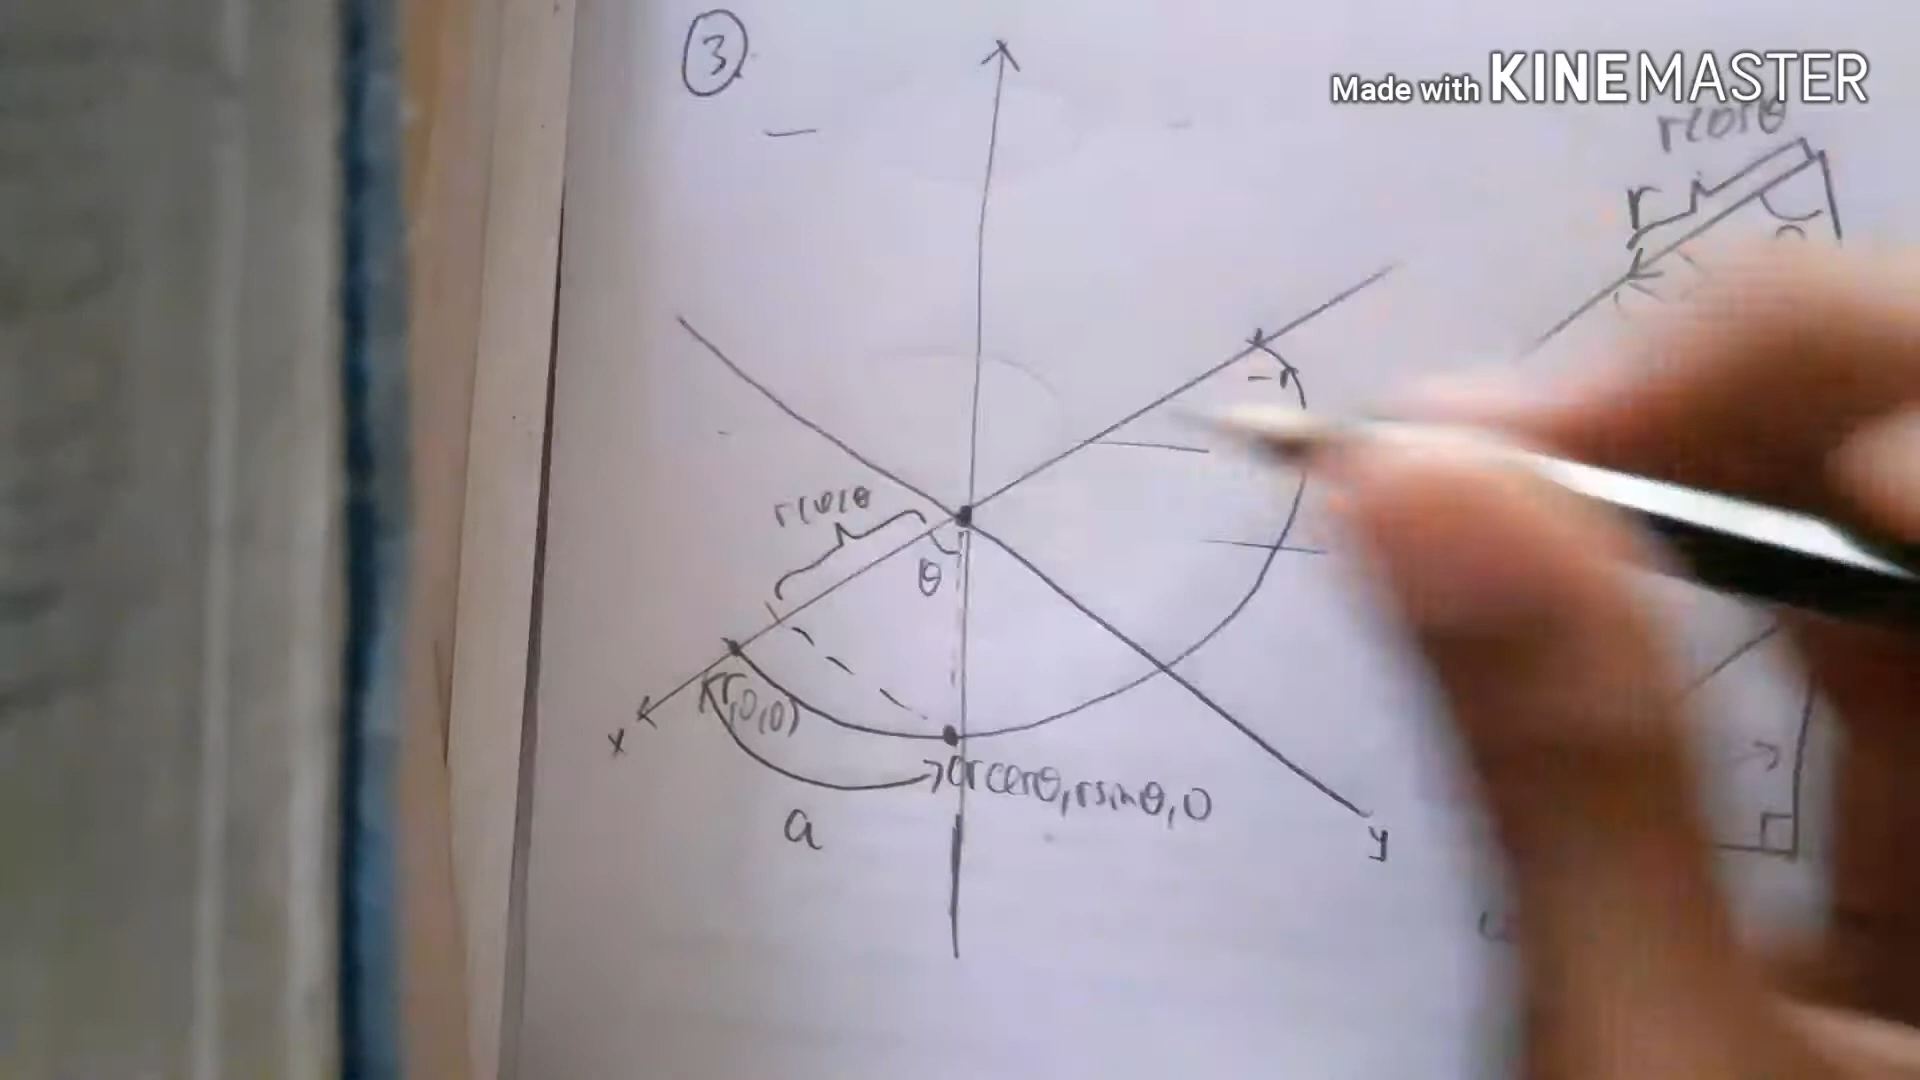 3
Made with KINEMASTER
rcosθ
r
-r
rcosθ
θ
(r,0,0)
x
rcosθ, rsinθ, 0
a
y